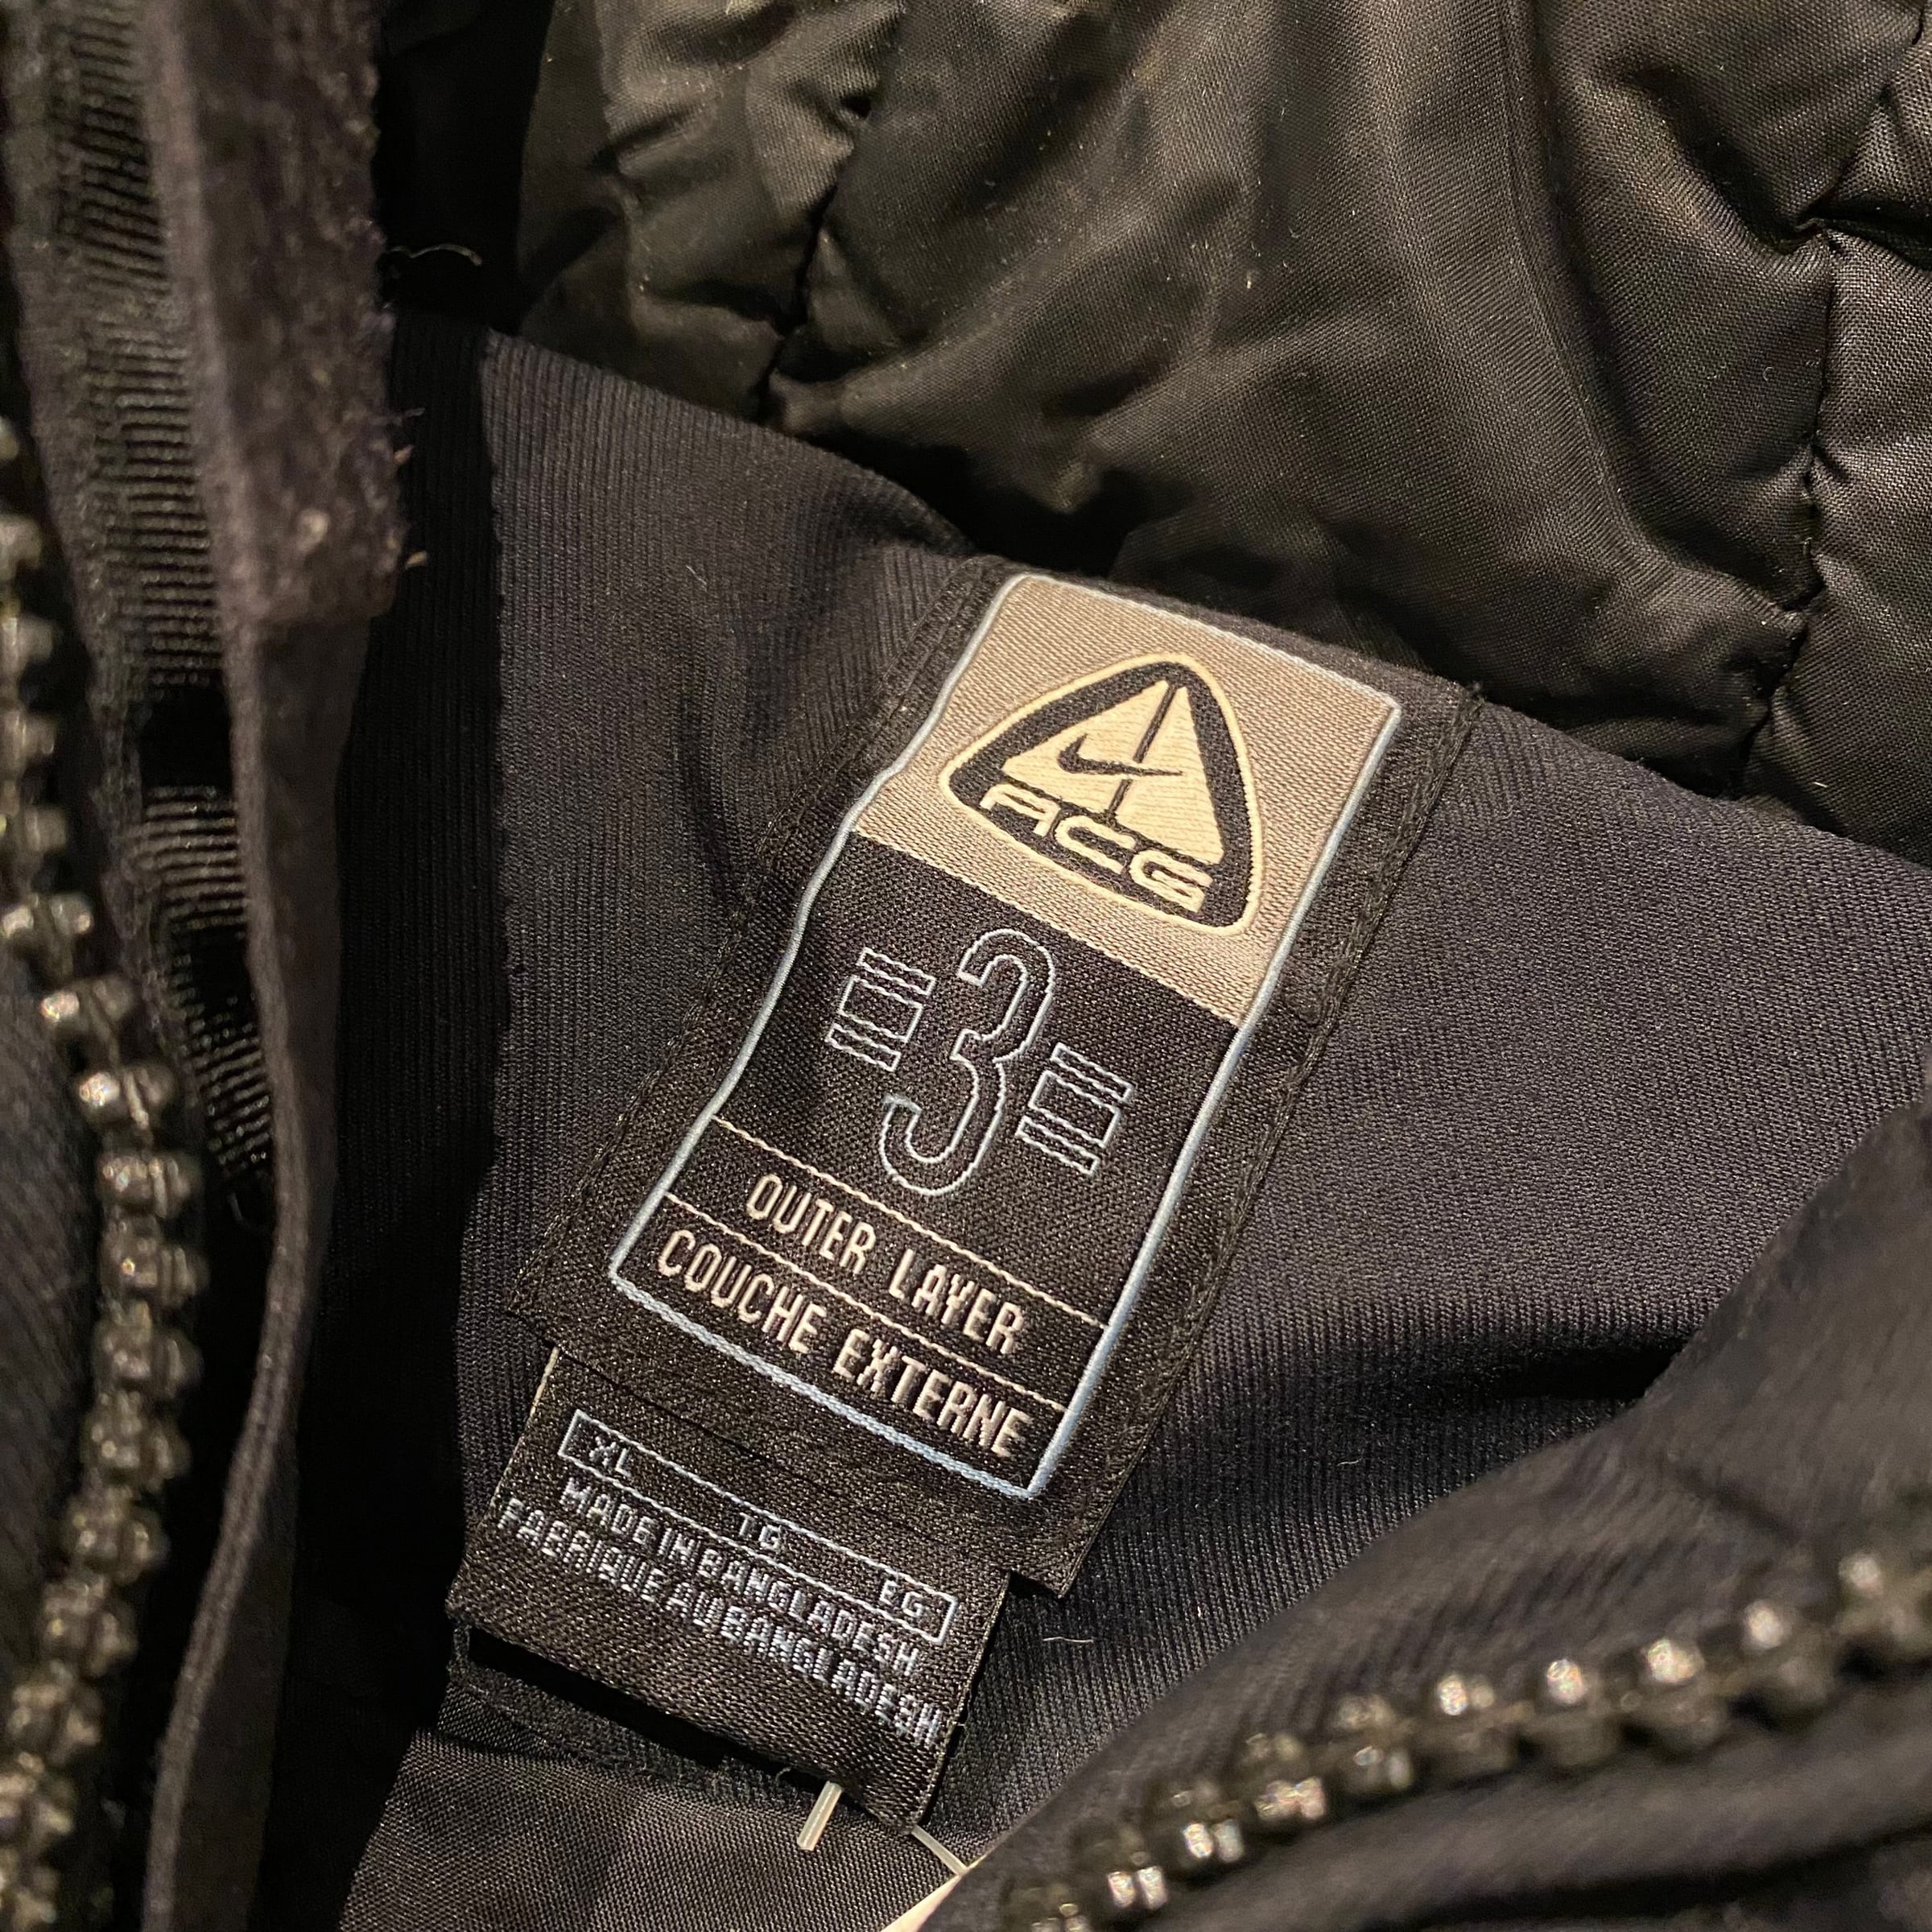 ACG
3
OUTER LAYER
COUCHE EXTERNE
XL TG EG
MADE IN BANGLADESH
FABRIQUE AU BANGLADESH